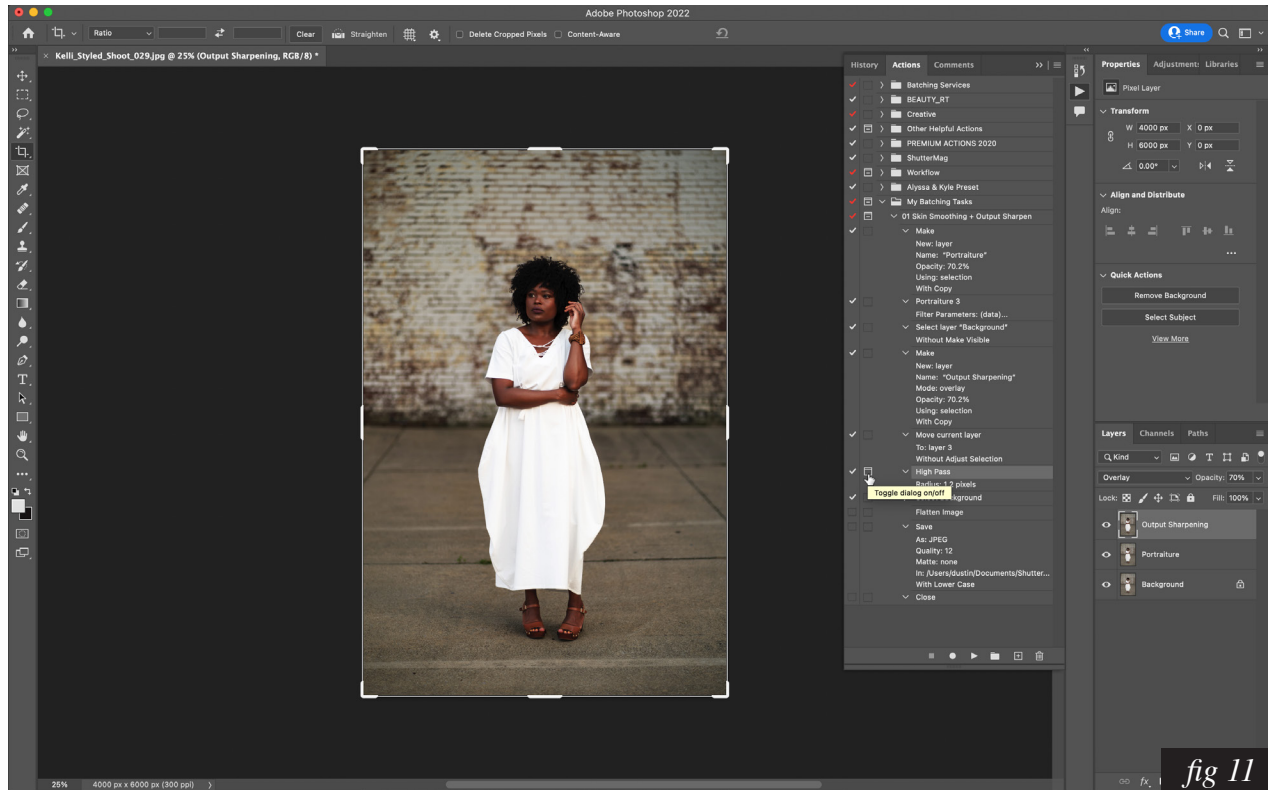 Adobe Photoshop 2022
Ratio
Clear
Straighten
Delete Cropped Pixels
Content-Aware
Share
× Kelli_Styled_Shoot_029.jpg @ 25% (Output Sharpening, RGB/8) *
History Actions Comments
Batching Services
BEAUTY_RT
Creative
Other Helpful Actions
PREMIUM ACTIONS 2020
ShutterMag
Workflow
Alyssa & Kyle Preset
My Batching Tasks
01 Skin Smoothing + Output Sharpen
Make
New: layer
Name: "Portraiture"
Opacity: 70.2%
Using: selection
With Copy
Portraiture 3
Filter Parameters: (data)...
Select layer "Background"
Without Make Visible
Make
New: layer
Name: "Output Sharpening"
Mode: overlay
Opacity: 70.2%
Using: selection
With Copy
Move current layer
To: layer 3
Without Adjust Selection
High Pass
Radius: 1.2 pixels
Toggle dialog on/off
Background
Flatten Image
Save
As: JPEG
Quality: 12
Matte: none
In: /Users/dustin/Documents/Shutter...
With Lower Case
Close
Properties Adjustments Libraries
Pixel Layer
Transform
W 4000 px X 0 px
H 6000 px Y 0 px
0.00°
Align and Distribute
Align:
Quick Actions
Remove Background
Select Subject
View More
Layers Channels Paths
Kind
Overlay Opacity: 70%
Lock: Fill: 100%
Output Sharpening
Portraiture
Background
fx
25% 4000 px x 6000 px (300 ppi)
fig 11